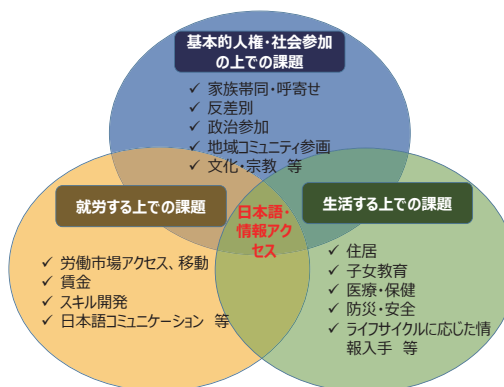 基本的人権・社会参加
の上での課題
✓ 家族帯同・呼寄せ
✓ 反差別
✓ 政治参加
✓ 地域コミュニティ参画
✓ 文化・宗教 等
就労する上での課題
✓ 労働市場アクセス、移動
✓ 賃金
✓ スキル開発
✓ 日本語コミュニケーション 等
日本語・
情報アク
セス
生活する上での課題
✓ 住居
✓ 子女教育
✓ 医療・保健
✓ 防災・安全
✓ ライフサイクルに応じた情
報入手 等